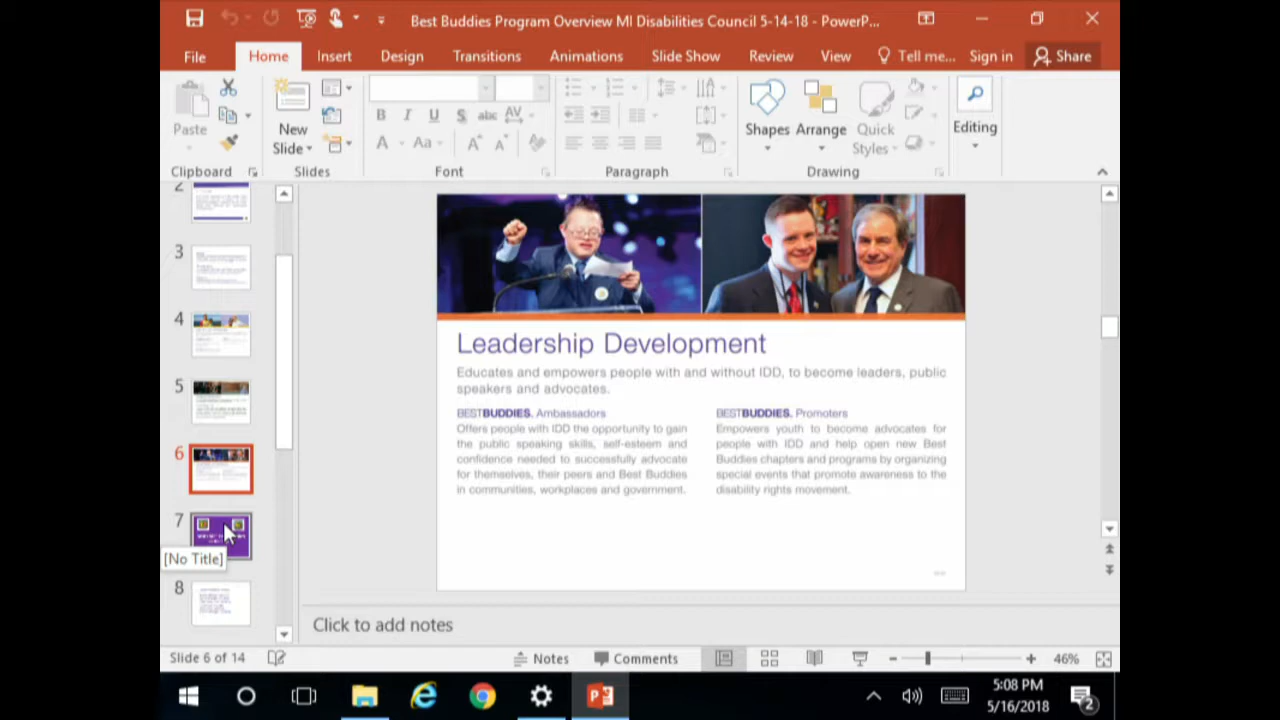 Best Buddies Program Overview MI Disabilities Council 5-14-18 - PowerP...
File Home Insert Design Transitions Animations Slide Show Review View Tell me... Sign in Share
Paste
New
Slide
B I U S abc AV
A Aa A A
Shapes Arrange Quick
Styles
Editing
Clipboard Slides Font Paragraph Drawing
2
3
4
5
6
7
[No Title]
8
Leadership Development
Educates and empowers people with and without IDD, to become leaders, public
speakers and advocates.
BESTBUDDIES. Ambassadors
Offers people with IDD the opportunity to gain
the public speaking skills, self-esteem and
confidence needed to successfully advocate
for themselves, their peers and Best Buddies
in communities, workplaces and government.
BESTBUDDIES. Promoters
Empowers youth to become advocates for
people with IDD and help open new Best
Buddies chapters and programs by organizing
special events that promote awareness to the
disability rights movement.
Click to add notes
Slide 6 of 14 Notes Comments 46%
5:08 PM
5/16/2018
2